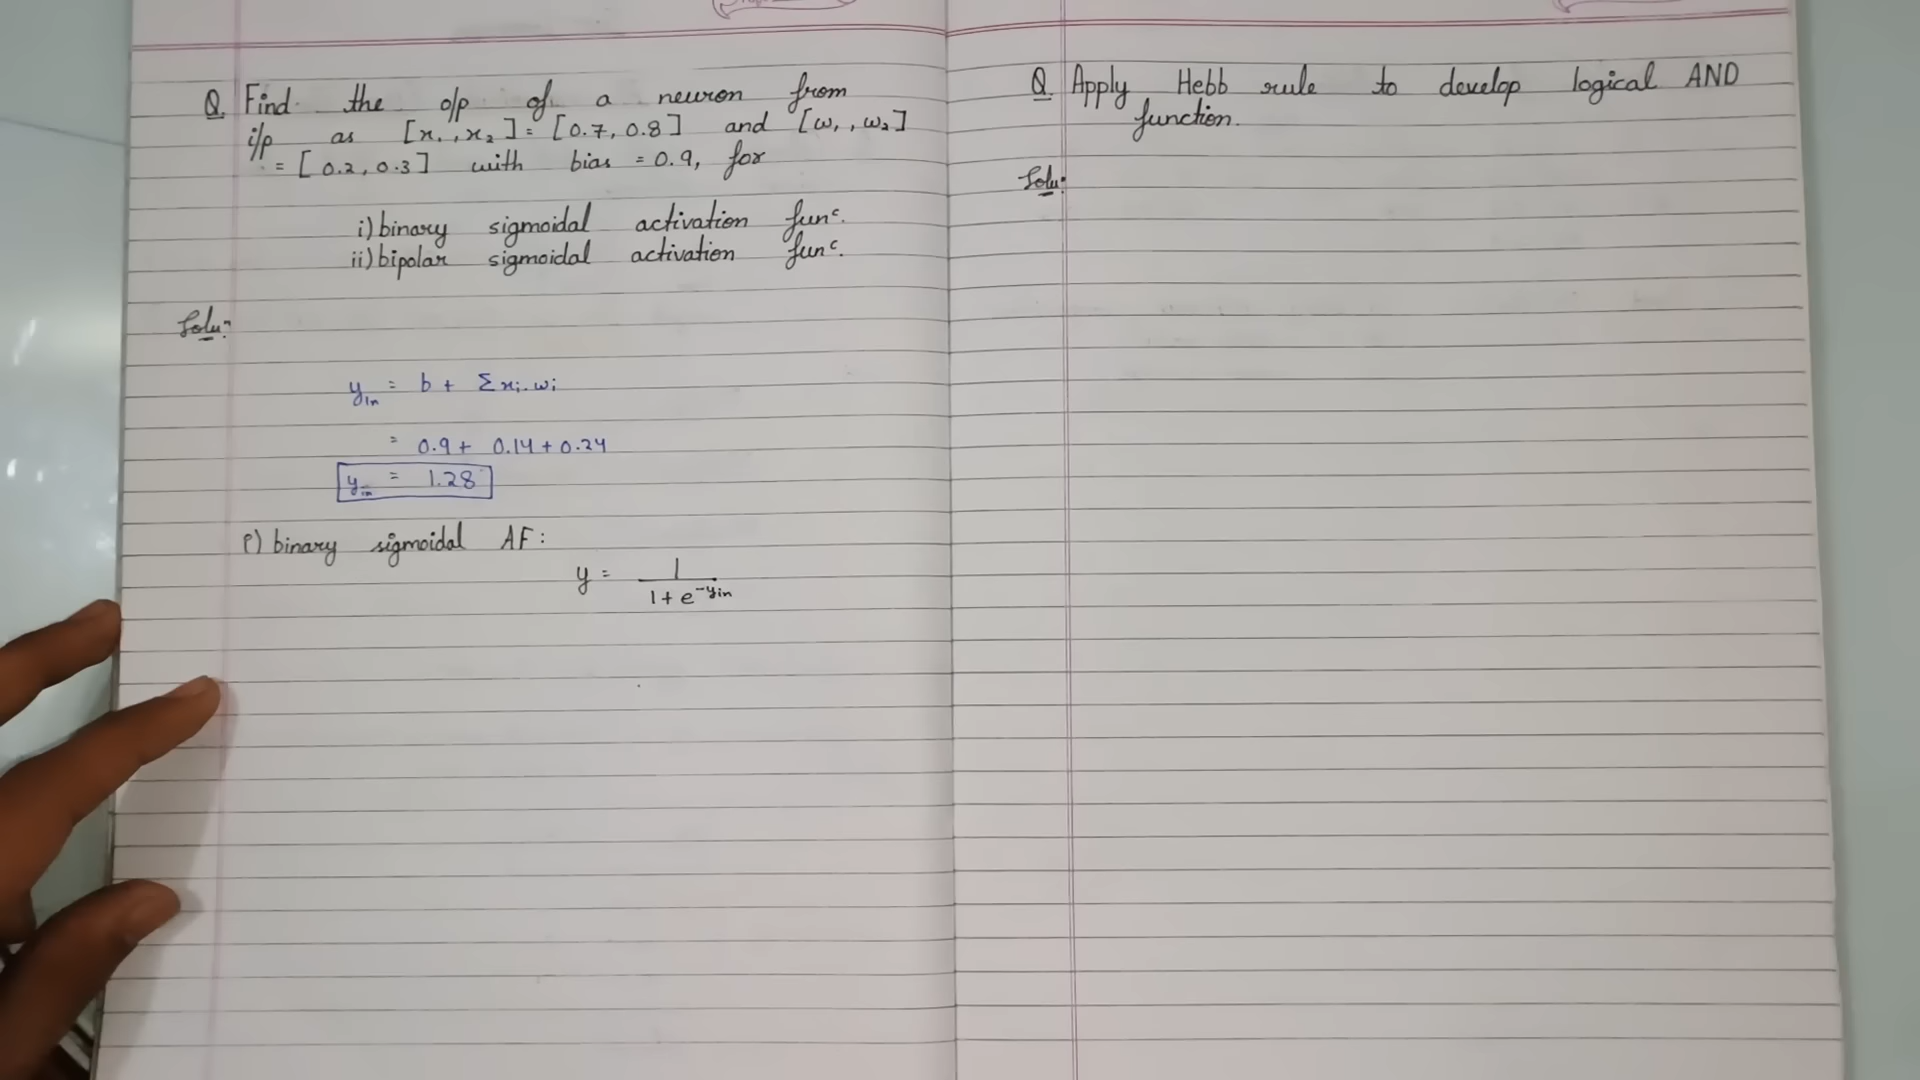 Q. Find the o/p of a neuron from
i/p as [x₁, x₂] = [0.7, 0.8] and [w₁, w₂]
= [0.2, 0.3] with bias = 0.9, for
i) binary sigmoidal activation funᶜ.
ii) bipolar sigmoidal activation funᶜ.
Solu:
yin = b + Σ xi.wi
= 0.9 + 0.14 + 0.24
yin = 1.28
i) binary sigmoidal AF:
y = 1 / (1 + e^-yin)
Q Apply Hebb rule to develop logical AND
function.
Solu: